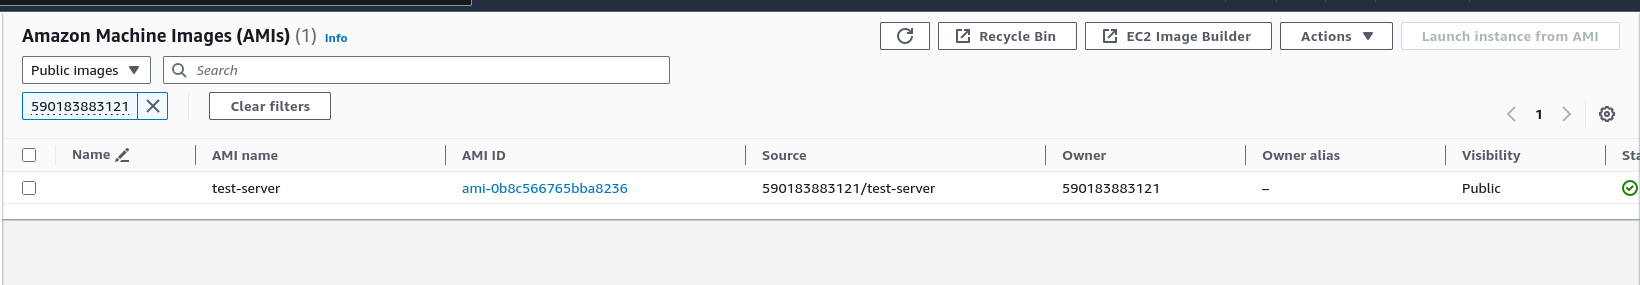 Amazon Machine Images (AMIs) (1) Info
Recycle Bin
EC2 Image Builder
Actions
Launch instance from AMI
Public images
Search
590183883121
Clear filters
1
Name AMI name AMI ID Source Owner Owner alias Visibility Sta
test-server ami-0b8c566765bba8236 590183883121/test-server 590183883121 – Public